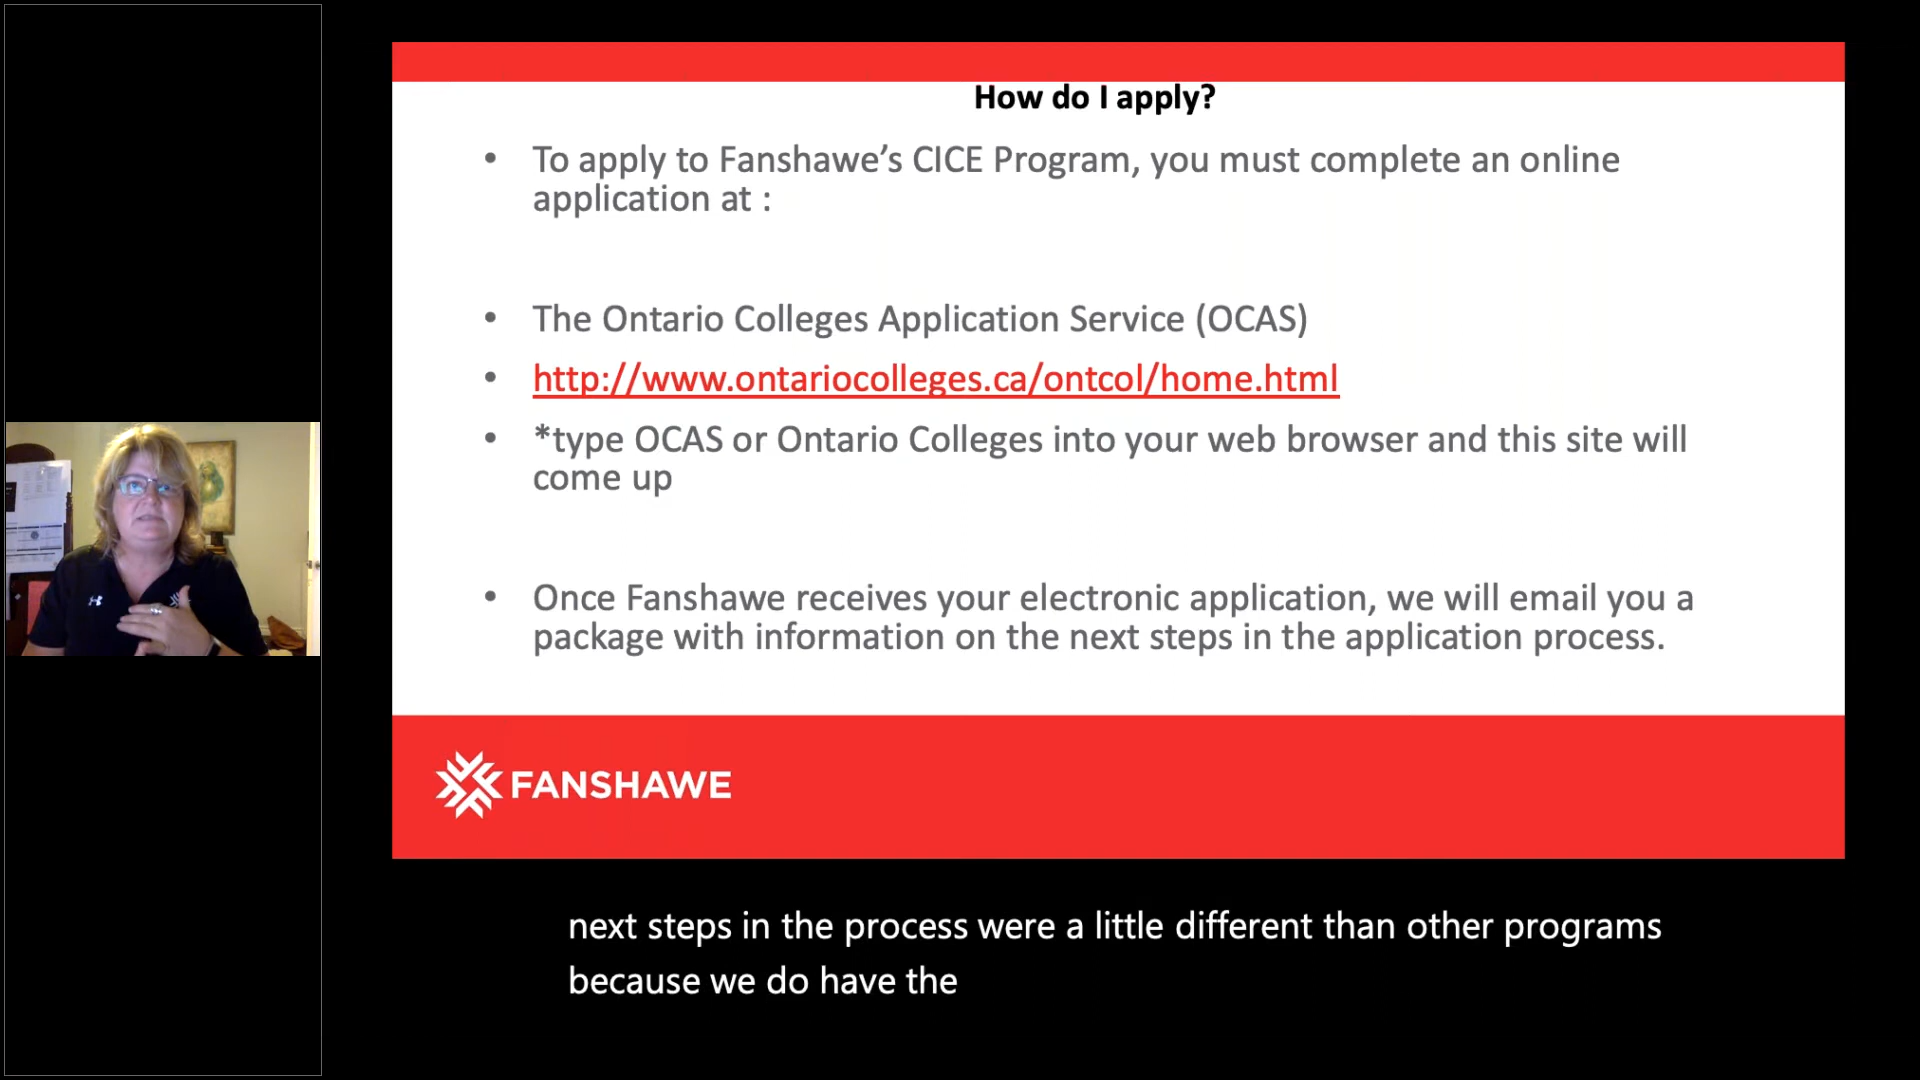 How do I apply?
• To apply to Fanshawe’s CICE Program, you must complete an online
application at :
• The Ontario Colleges Application Service (OCAS)
• http://www.ontariocolleges.ca/ontcol/home.html
• *type OCAS or Ontario Colleges into your web browser and this site will
come up
• Once Fanshawe receives your electronic application, we will email you a
package with information on the next steps in the application process.
FANSHAWE
next steps in the process were a little different than other programs
because we do have the